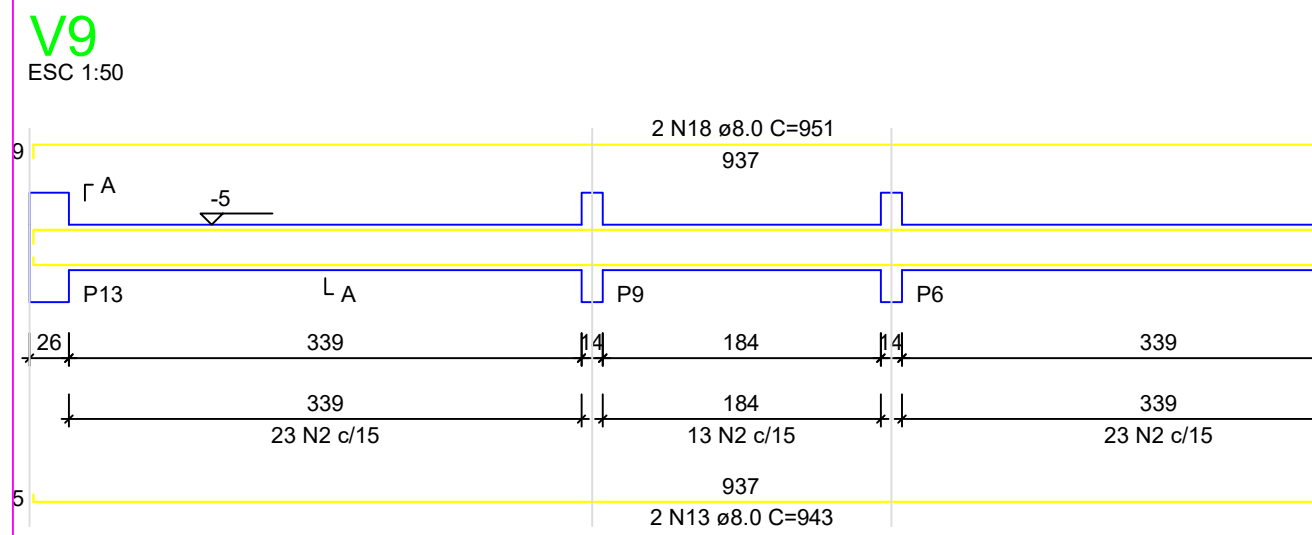 V9
ESC 1:50
2 N18 ø8.0 C=951
9
937
A
-5
P13
A
P9
P6
26
339
14
184
14
339
339
184
339
23 N2 c/15
13 N2 c/15
23 N2 c/15
937
5
2 N13 ø8.0 C=943